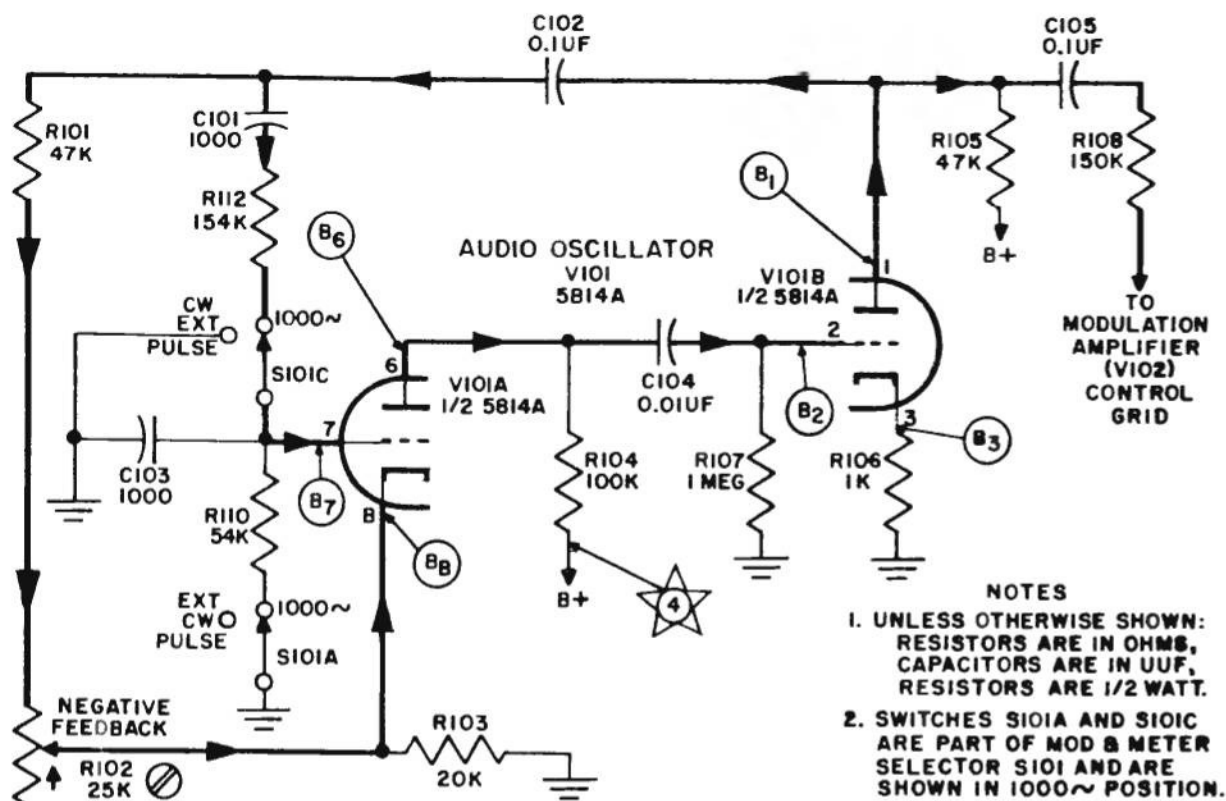 C102
0.1UF
C105
0.1UF
R101
47K
C101
1000
R112
154K
R105
47K
R108
150K
B1
B6
AUDIO OSCILLATOR
V101
5814A
V101B
1/2 5814A
1
B+
CW
EXT
PULSE
1000~
S101C
6
V101A
1/2 5814A
2
C104
0.01UF
B2
TO
MODULATION
AMPLIFIER
(V102)
CONTROL
GRID
7
C103
1000
B7
R110
54K
8
B8
R104
100K
R107
1 MEG
3
B3
R106
1K
EXT
CW
PULSE
1000~
S101A
B+
4
NEGATIVE
FEEDBACK
R102
25K
R103
20K
NOTES
1. UNLESS OTHERWISE SHOWN:
RESISTORS ARE IN OHMS,
CAPACITORS ARE IN UUF,
RESISTORS ARE 1/2 WATT.
2. SWITCHES S101A AND S101C
ARE PART OF MOD & METER
SELECTOR S101 AND ARE
SHOWN IN 1000~ POSITION.